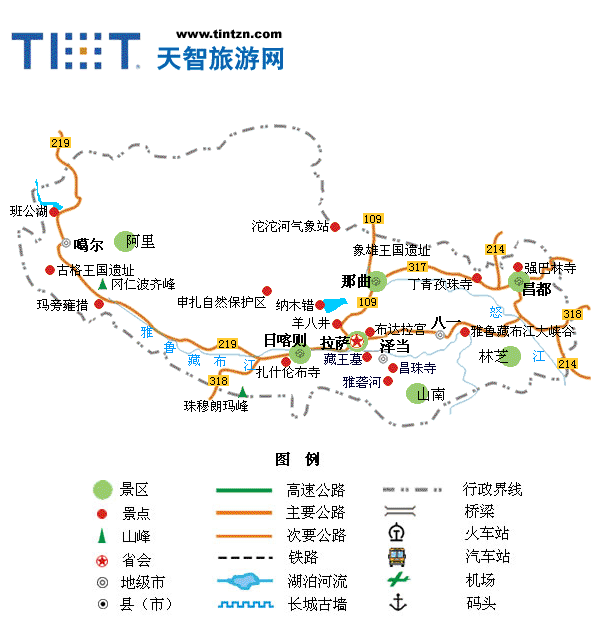 www.tintzn.com
TIHT 天智旅游网
219
班公湖
噶尔
阿里
沱沱河气象站
109
象雄王国遗址
214
强巴林寺
古格王国遗址
冈仁波齐峰
那曲
317
丁青孜珠寺
昌都
玛旁雍措
申扎自然保护区
纳木错
109
怒
318
羊八井
布达拉宫
八一
雅鲁藏布江大峡谷
雅
鲁
藏
布
江
219
日喀则
拉萨
泽当
林芝
江
214
扎什伦布寺
藏王墓
昌珠寺
318
雅砻河
山南
珠穆朗玛峰
图 例
景区
高速公路
行政界线
景点
主要公路
桥梁
山峰
次要公路
火车站
省会
铁路
汽车站
地级市
湖泊河流
机场
县（市）
长城古墙
码头